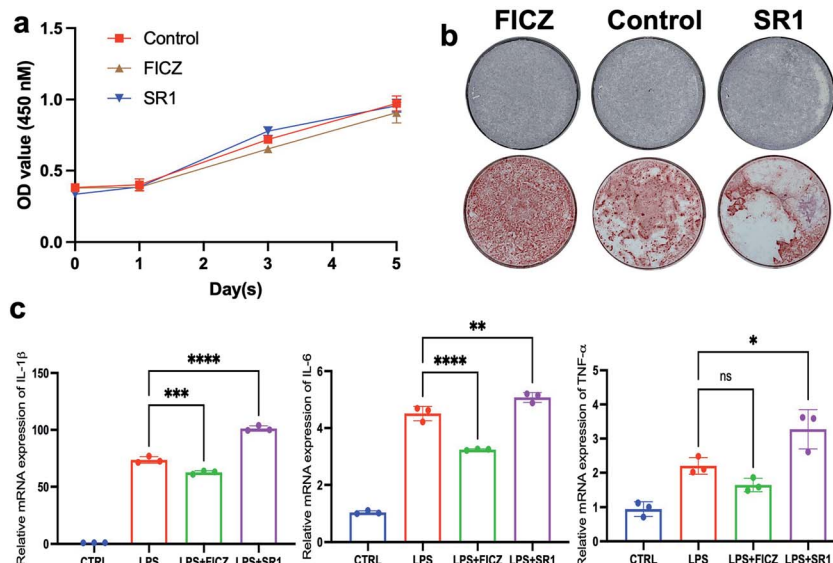 a
1.5
1.0
0.5
0.0
OD value (450 nM)
Control
FICZ
SR1
0 1 2 3 4 5
Day(s)
b
FICZ Control SR1
c
Relative mRNA expression of IL-1β
150
100
50
0
****
***
CTRL LPS LPS+FICZ LPS+SR1
Relative mRNA expression of IL-6
6
4
2
0
**
****
CTRL LPS LPS+FICZ LPS+SR1
Relative mRNA expression of TNF-α
5
4
3
2
1
0
*
ns
CTRL LPS LPS+FICZ LPS+SR1